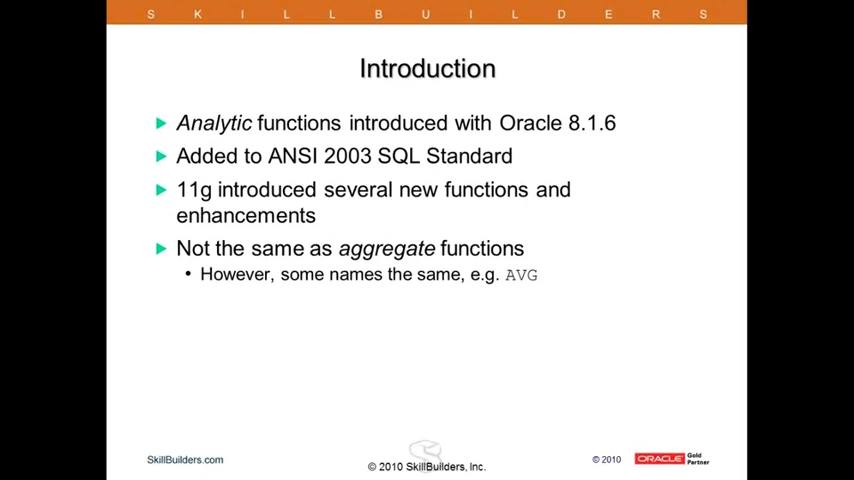 S K I L L B U I L D E R S
Introduction
Analytic functions introduced with Oracle 8.1.6
Added to ANSI 2003 SQL Standard
11g introduced several new functions and
enhancements
Not the same as aggregate functions
• However, some names the same, e.g. AVG
SkillBuilders.com
© 2010 SkillBuilders, Inc.
© 2010
ORACLE Gold
Partner